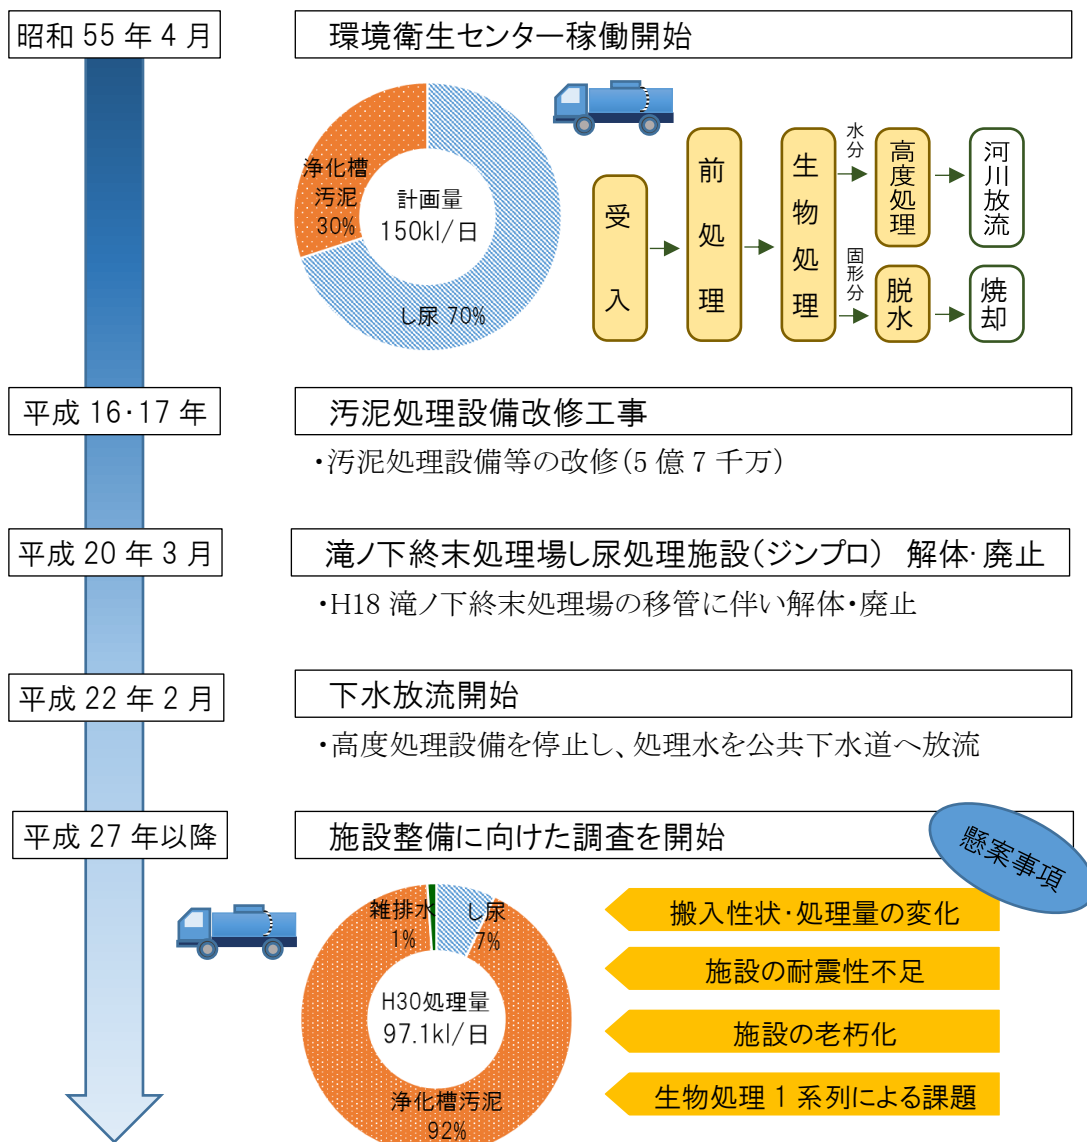 昭和 55 年 4 月
環境衛生センター稼働開始
浄化槽
汚泥
30%
計画量
150kl/日
し尿 70%
受入
前処理
生物処理
水分
高度処理
河川放流
固形分
脱水
焼却
平成 16・17 年
汚泥処理設備改修工事
・汚泥処理設備等の改修(5 億 7 千万)
平成 20 年 3 月
滝ノ下終末処理場し尿処理施設(ジンプロ) 解体・廃止
・H18 滝ノ下終末処理場の移管に伴い解体・廃止
平成 22 年 2 月
下水放流開始
・高度処理設備を停止し、処理水を公共下水道へ放流
平成 27 年以降
施設整備に向けた調査を開始
懸案事項
雑排水
1%
し尿
7%
H30処理量
97.1kl/日
浄化槽汚泥
92%
搬入性状・処理量の変化
施設の耐震性不足
施設の老朽化
生物処理 1 系列による課題